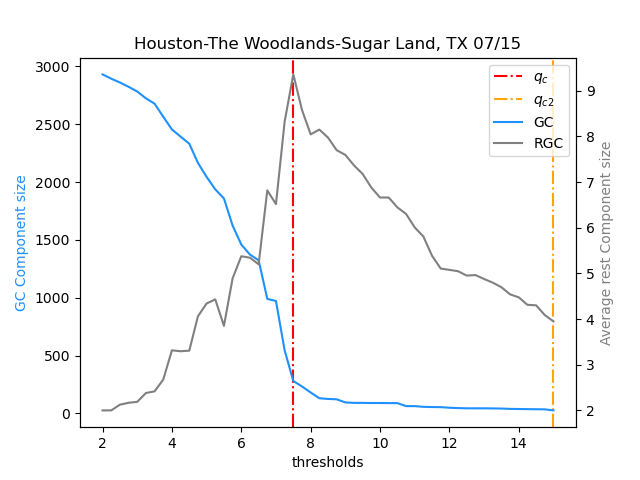 Houston-The Woodlands-Sugar Land, TX 07/15
3000
2500
2000
1500
1000
500
0
GC Component size
9
8
7
6
5
4
3
2
Average rest Component size
q_c
q_{c2}
GC
RGC
2 4 6 8 10 12 14
thresholds